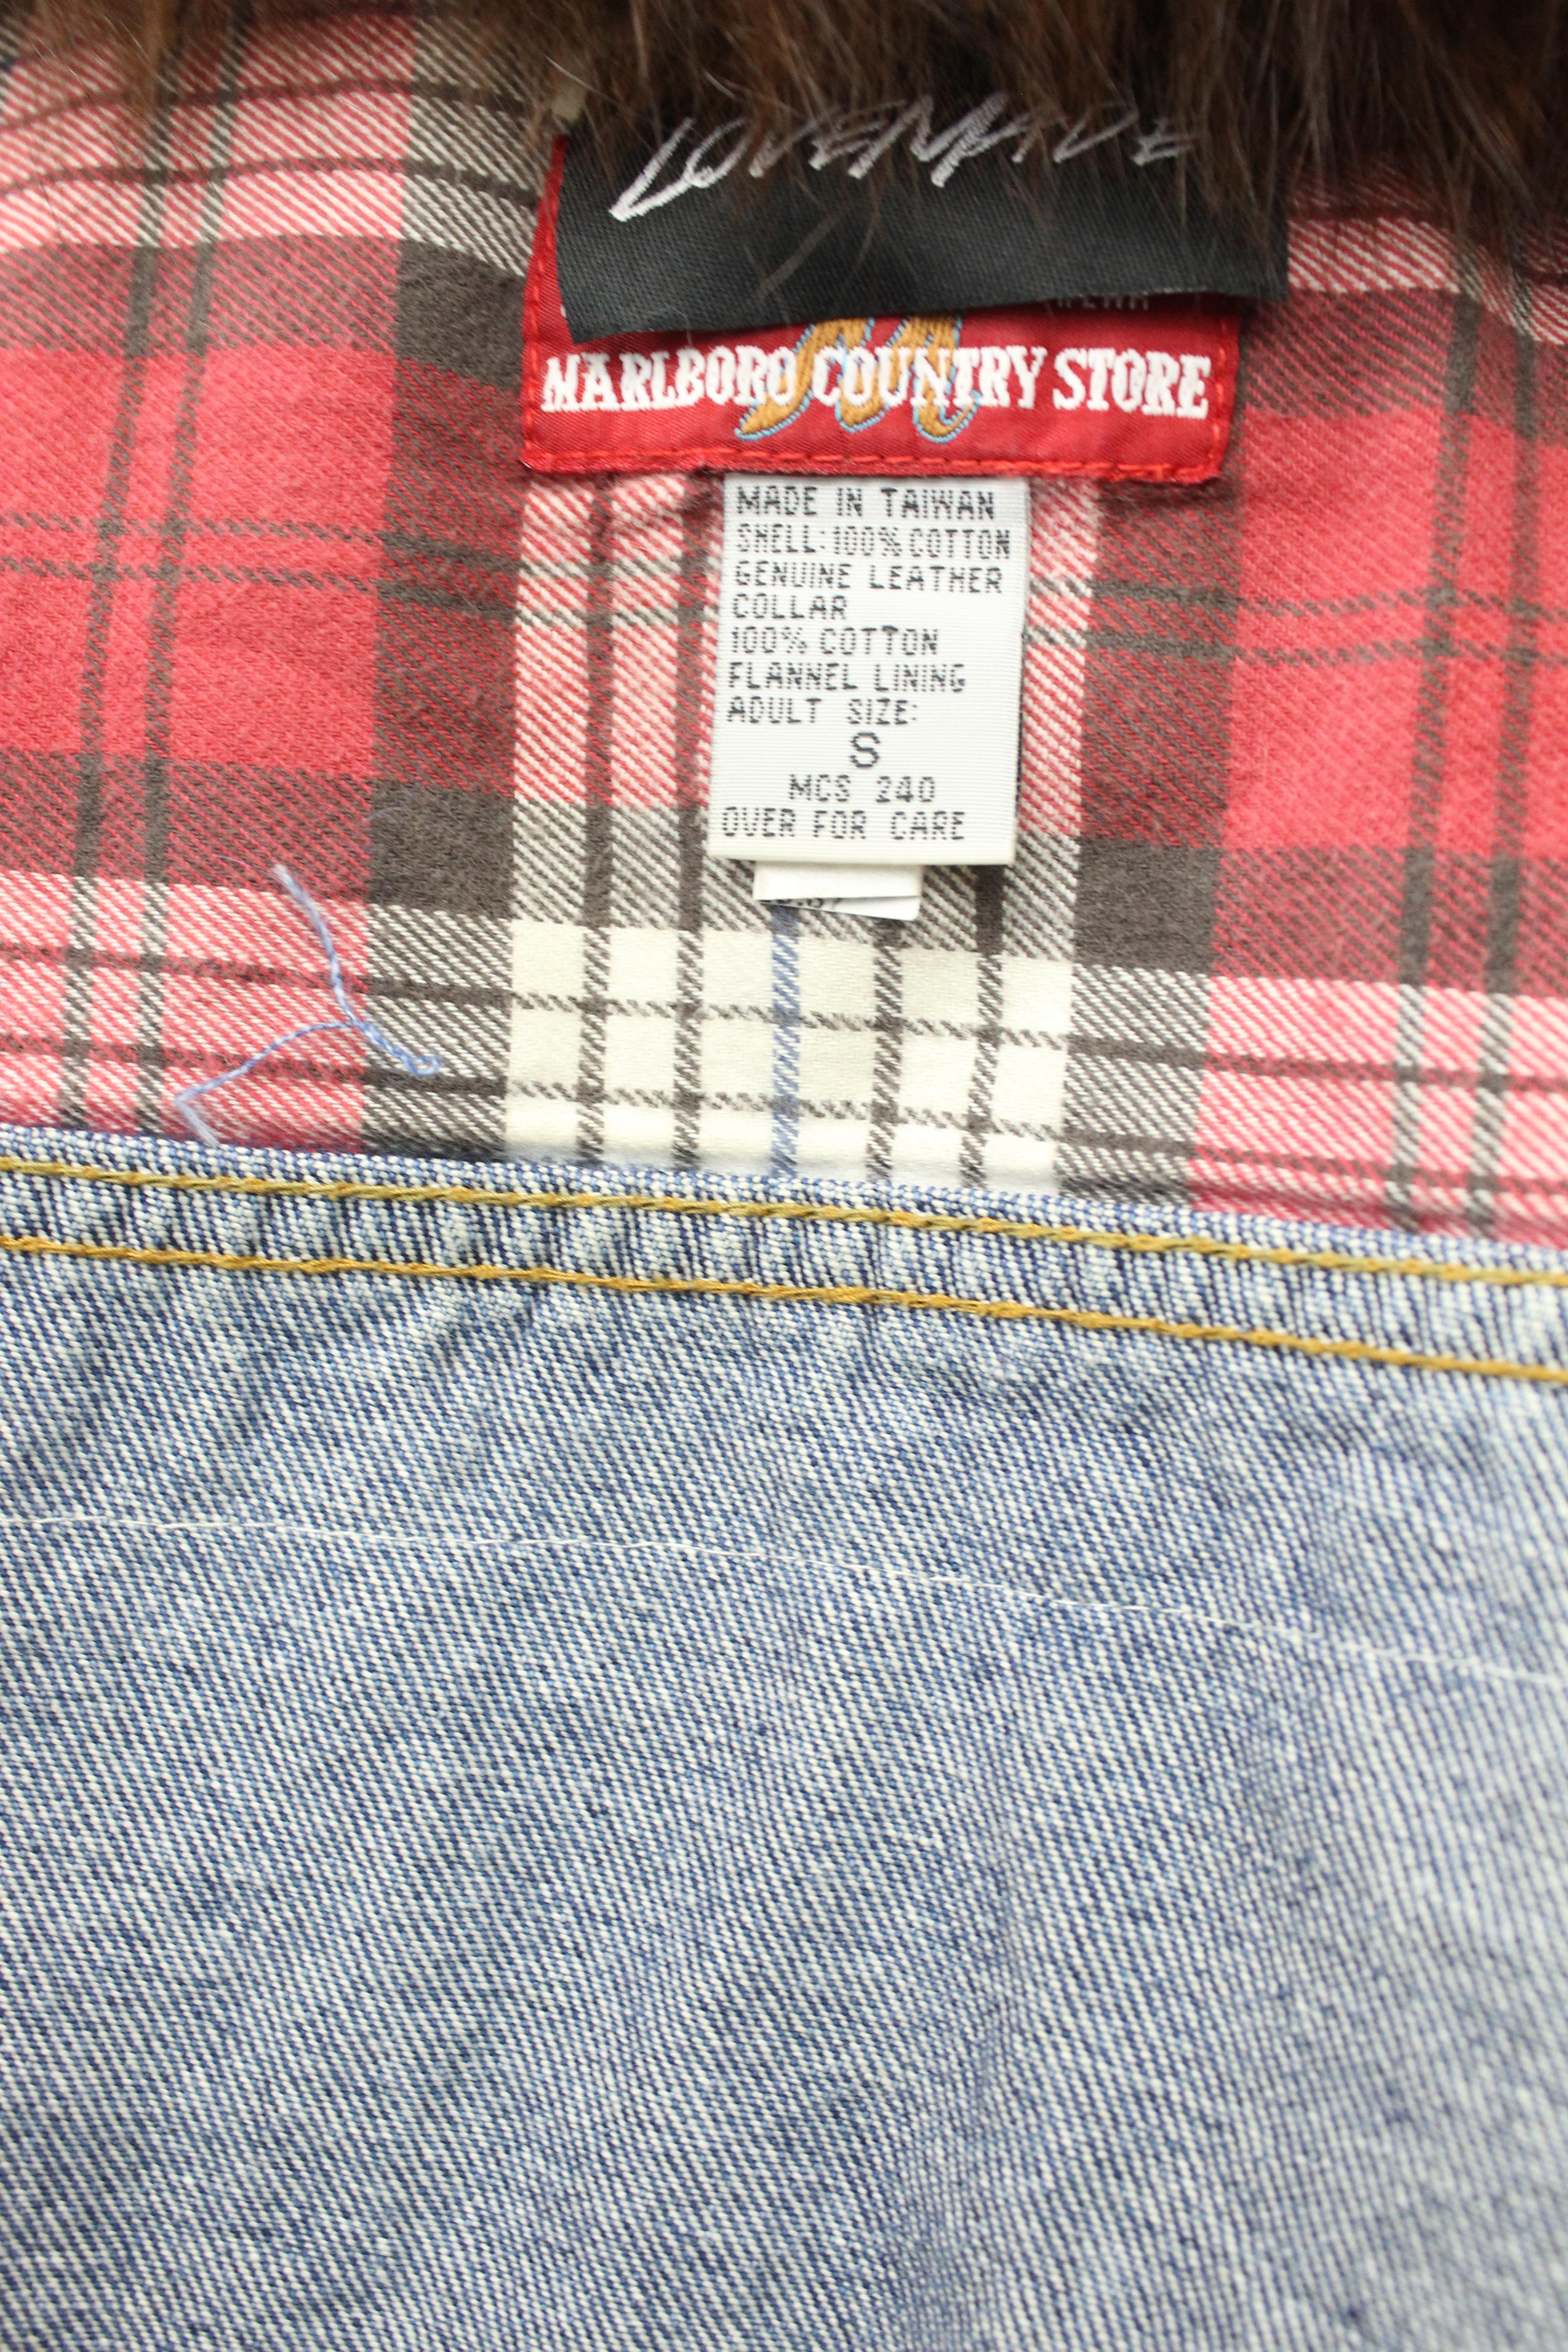 LOVEMADE
MARLBORO COUNTRY STORE
MADE IN TAIWAN
SHELL: 100% COTTON
GENUINE LEATHER
COLLAR
100% COTTON
FLANNEL LINING
ADULT SIZE:
S
MCS 240
OVER FOR CARE